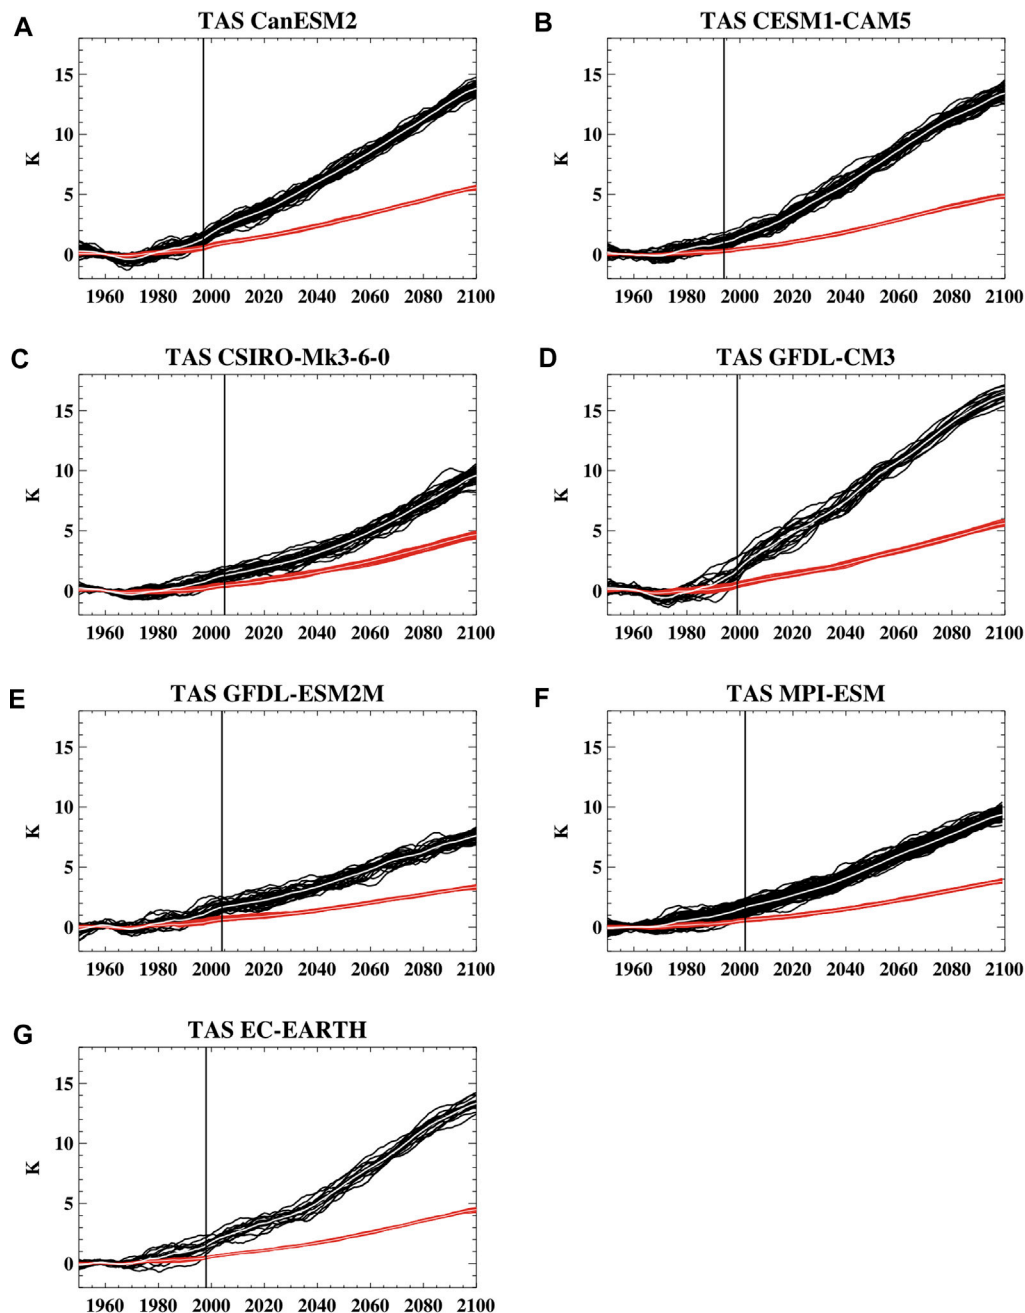 A TAS CanESM2
15
10
5
0
K
1960 1980 2000 2020 2040 2060 2080 2100
B TAS CESM1-CAM5
15
10
5
0
K
1960 1980 2000 2020 2040 2060 2080 2100
C TAS CSIRO-Mk3-6-0
15
10
5
0
K
1960 1980 2000 2020 2040 2060 2080 2100
D TAS GFDL-CM3
15
10
5
0
K
1960 1980 2000 2020 2040 2060 2080 2100
E TAS GFDL-ESM2M
15
10
5
0
K
1960 1980 2000 2020 2040 2060 2080 2100
F TAS MPI-ESM
15
10
5
0
K
1960 1980 2000 2020 2040 2060 2080 2100
G TAS EC-EARTH
15
10
5
0
K
1960 1980 2000 2020 2040 2060 2080 2100